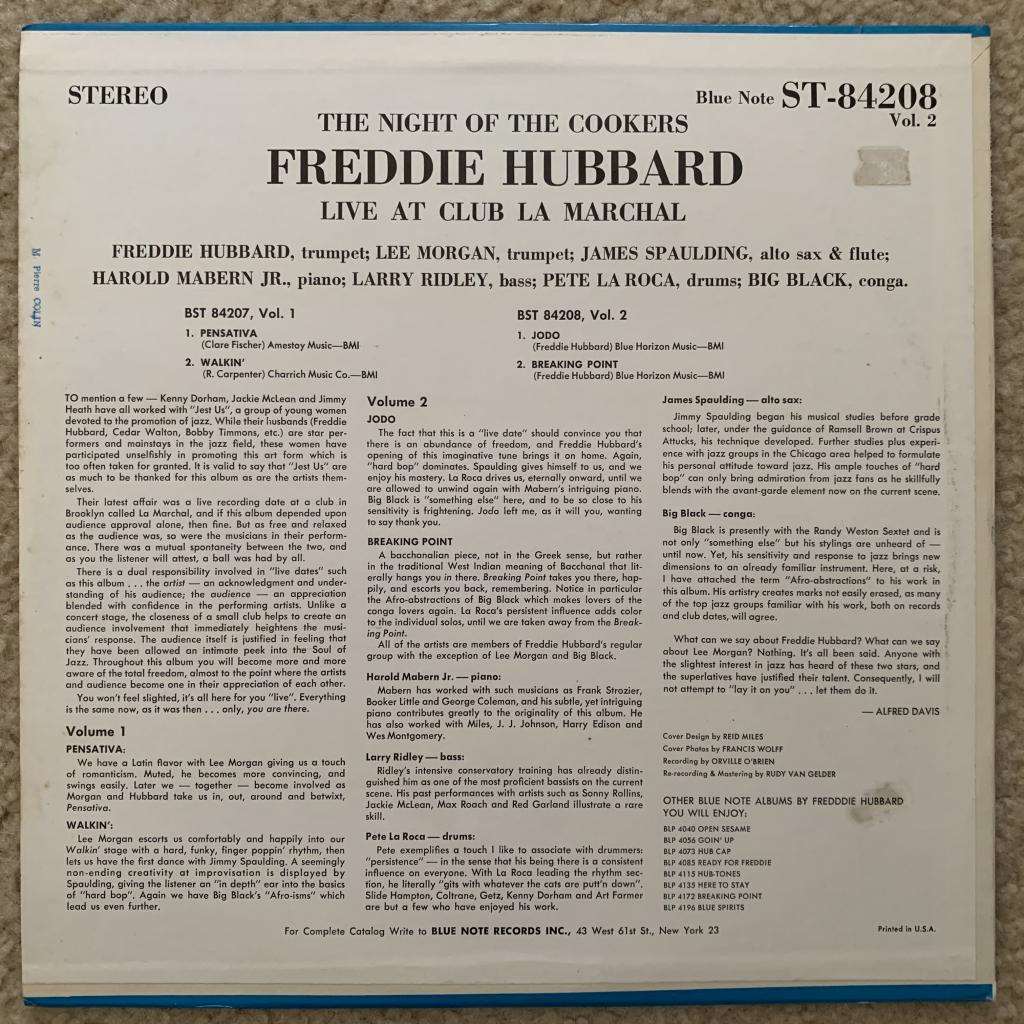 STEREO
Blue Note ST-84208
Vol. 2
THE NIGHT OF THE COOKERS
FREDDIE HUBBARD
LIVE AT CLUB LA MARCHAL
FREDDIE HUBBARD, trumpet; LEE MORGAN, trumpet; JAMES SPAULDING, alto sax & flute;
HAROLD MABERN JR., piano; LARRY RIDLEY, bass; PETE LA ROCA, drums; BIG BLACK, conga.
M. Pierre COLIN
BST 84207, Vol. 1
1. PENSATIVA
(Clare Fischer) Amestoy Music—BMI
2. WALKIN'
(R. Carpenter) Charrich Music Co.—BMI
BST 84208, Vol. 2
1. JODO
(Freddie Hubbard) Blue Horizon Music—BMI
2. BREAKING POINT
(Freddie Hubbard) Blue Horizon Music—BMI
TO mention a few — Kenny Dorham, Jackie McLean and Jimmy
Heath have all worked with "Jest Us", a group of young women
devoted to the promotion of jazz. While their husbands (Freddie
Hubbard, Cedar Walton, Bobby Timmons, etc.) are star per-
formers and mainstays in the jazz field, these women have
participated unselfishly in promoting this art form which is
too often taken for granted. It is valid to say that "Jest Us" are
as much to be thanked for this album as are the artists them-
selves.
Their latest affair was a live recording date at a club in
Brooklyn called La Marchal, and if this album depended upon
audience approval alone, then fine. But as free and relaxed
as the audience was, so were the musicians in their perform-
ance. There was a mutual spontaneity between the two, and
as you the listener will attest, a ball was had by all.
There is a dual responsibility involved in "live dates" such
as this album . . . the artist — an acknowledgment and under-
standing of his audience; the audience — an appreciation
blended with confidence in the performing artists. Unlike a
concert stage, the closeness of a small club helps to create an
involvement that immediately heightens the musi-
cians' response. The audience itself is justified in feeling that
they have been allowed an intimate peek into the Soul of
Jazz. Throughout this album you will become more and more
aware of the total freedom, almost to the point where the artists
and audience become one in their appreciation of each other.
You won't feel slighted, it's all here for you "live". Everything
is the same now, as it was then . . . only, you are there.
Volume 1
PENSATIVA:
We have a Latin flavor with Lee Morgan giving us a touch
of romanticism. Muted, he becomes more convincing, and
swings easily. Later we — together — become involved as
Morgan and Hubbard take us in, out, around and betwixt,
Pensativa.
WALKIN':
Lee Morgan escorts us comfortably and happily into our
Walkin' stage with a hard, funky, finger poppin' rhythm, then
lets us have the first dance with Jimmy Spaulding. A seemingly
non-ending creativity at improvisation is displayed by
Spaulding, giving the listener an "in depth" ear into the basics
of "hard bop". Again we have Big Black's "Afro-isms" which
lead us even further.
Volume 2
JODO
The fact that this is a "live date" should convince you that
there is an abundance of freedom, and Freddie Hubbard's
opening of this imaginative tune brings it on home. Again,
"hard bop" dominates. Spaulding gives himself to us, and we
enjoy his mastery. La Roca drives us, eternally onward, until we
are allowed to unwind again with Mabern's intriguing piano.
Big Black is "something else" here, and to be so close to his
sensitivity is frightening. Jodo left me, as it will you, wanting
to say thank you.
BREAKING POINT
A bacchanalian piece, not in the Greek sense, but rather
in the traditional West Indian meaning of Bacchanal that lit-
erally hangs you in there. Breaking Point takes you there, hap-
pily, and escorts you back, remembering. Notice in particular
the Afro-abstractions of Big Black which makes lovers of the
conga lovers again. La Roca's persistent influence adds color
to the individual solos, until we are taken away from the Break-
ing Point.
All of the artists are members of Freddie Hubbard's regular
group with the exception of Lee Morgan and Big Black.
Harold Mabern Jr. — piano:
Mabern has worked with such musicians as Frank Strozier,
Booker Little and George Coleman, and his subtle, yet intriguing
piano contributes greatly to the originality of this album. He
has also worked with Miles, J. J. Johnson, Harry Edison and
Wes Montgomery.
Larry Ridley — bass:
Ridley's intensive conservatory training has already distin-
guished him as one of the most proficient bassists on the current
scene. His past performances with artists such as Sonny Rollins,
Jackie McLean, Max Roach and Red Garland illustrate a rare
skill.
Pete La Roca — drums:
Pete exemplifies a touch I like to associate with drummers:
"persistence" — in the sense that his being there is a consistent
influence on everyone. With La Roca leading the rhythm sec-
tion, he literally "gits with whatever the cats are putt'n down".
Slide Hampton, Coltrane, Getz, Kenny Dorham and Art Farmer
are but a few who have enjoyed his work.
James Spaulding — alto sax:
Jimmy Spaulding began his musical studies before grade
school; later, under the guidance of Ramsell Brown at Crispus
Attucks, his technique developed. Further studies plus experi-
ence with jazz groups in the Chicago area helped to formulate
his personal attitude toward jazz. His ample touches of "hard
bop" can only bring admiration from jazz fans as he skillfully
blends with the avant-garde element now on the current scene.
Big Black — conga:
Big Black is presently with the Randy Weston Sextet and is
not only "something else" but his stylings are unheard of —
until now. Yet, his sensitivity and response to jazz brings new
dimensions to an already familiar instrument. Here, at a risk,
I have attached the term "Afro-abstractions" to his work in
this album. His artistry creates marks not easily erased, as many
of the top jazz groups familiar with his work, both on records
and club dates, will agree.
What can we say about Freddie Hubbard? What can we say
about Lee Morgan? Nothing. It's all been said. Anyone with
the slightest interest in jazz has heard of these two stars, and
the superlatives have justified their talent. Consequently, I will
not attempt to "lay it on you" . . . let them do it.
— ALFRED DAVIS
Cover Design by REID MILES
Cover Photos by FRANCIS WOLFF
Recording by ORVILLE O'BRIEN
Re-recording & Mastering by RUDY VAN GELDER
OTHER BLUE NOTE ALBUMS BY FREDDDIE HUBBARD
YOU WILL ENJOY:
BLP 4040 OPEN SESAME
BLP 4056 GOIN' UP
BLP 4073 HUB CAP
BLP 4085 READY FOR FREDDIE
BLP 4115 HUB-TONES
BLP 4135 HERE TO STAY
BLP 4172 BREAKING POINT
BLP 4196 BLUE SPIRITS
For Complete Catalog Write to BLUE NOTE RECORDS INC., 43 West 61st St., New York 23
Printed in U.S.A.